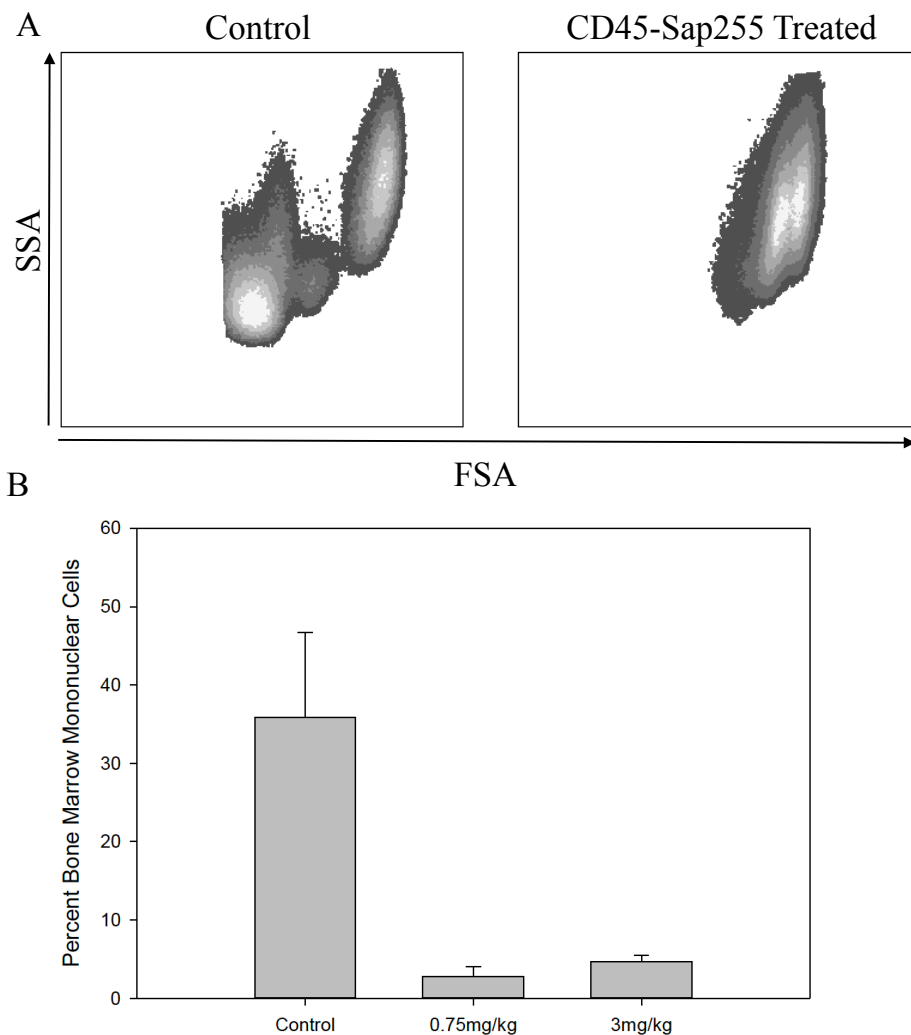 A
Control
CD45-Sap255 Treated
SSA
FSA
B
Percent Bone Marrow Mononuclear Cells
60
50
40
30
20
10
0
Control
0.75mg/kg
3mg/kg